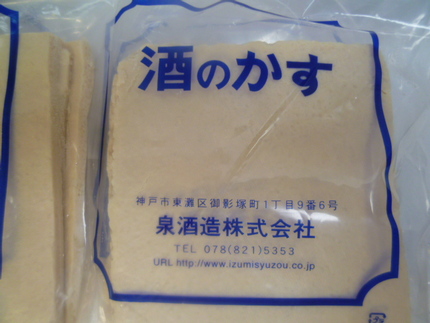 酒のかす
神戸市東灘区御影塚町1丁目9番6号
泉酒造株式会社
TEL 078(821)5353
URL http://www.izumisyuzou.co.jp